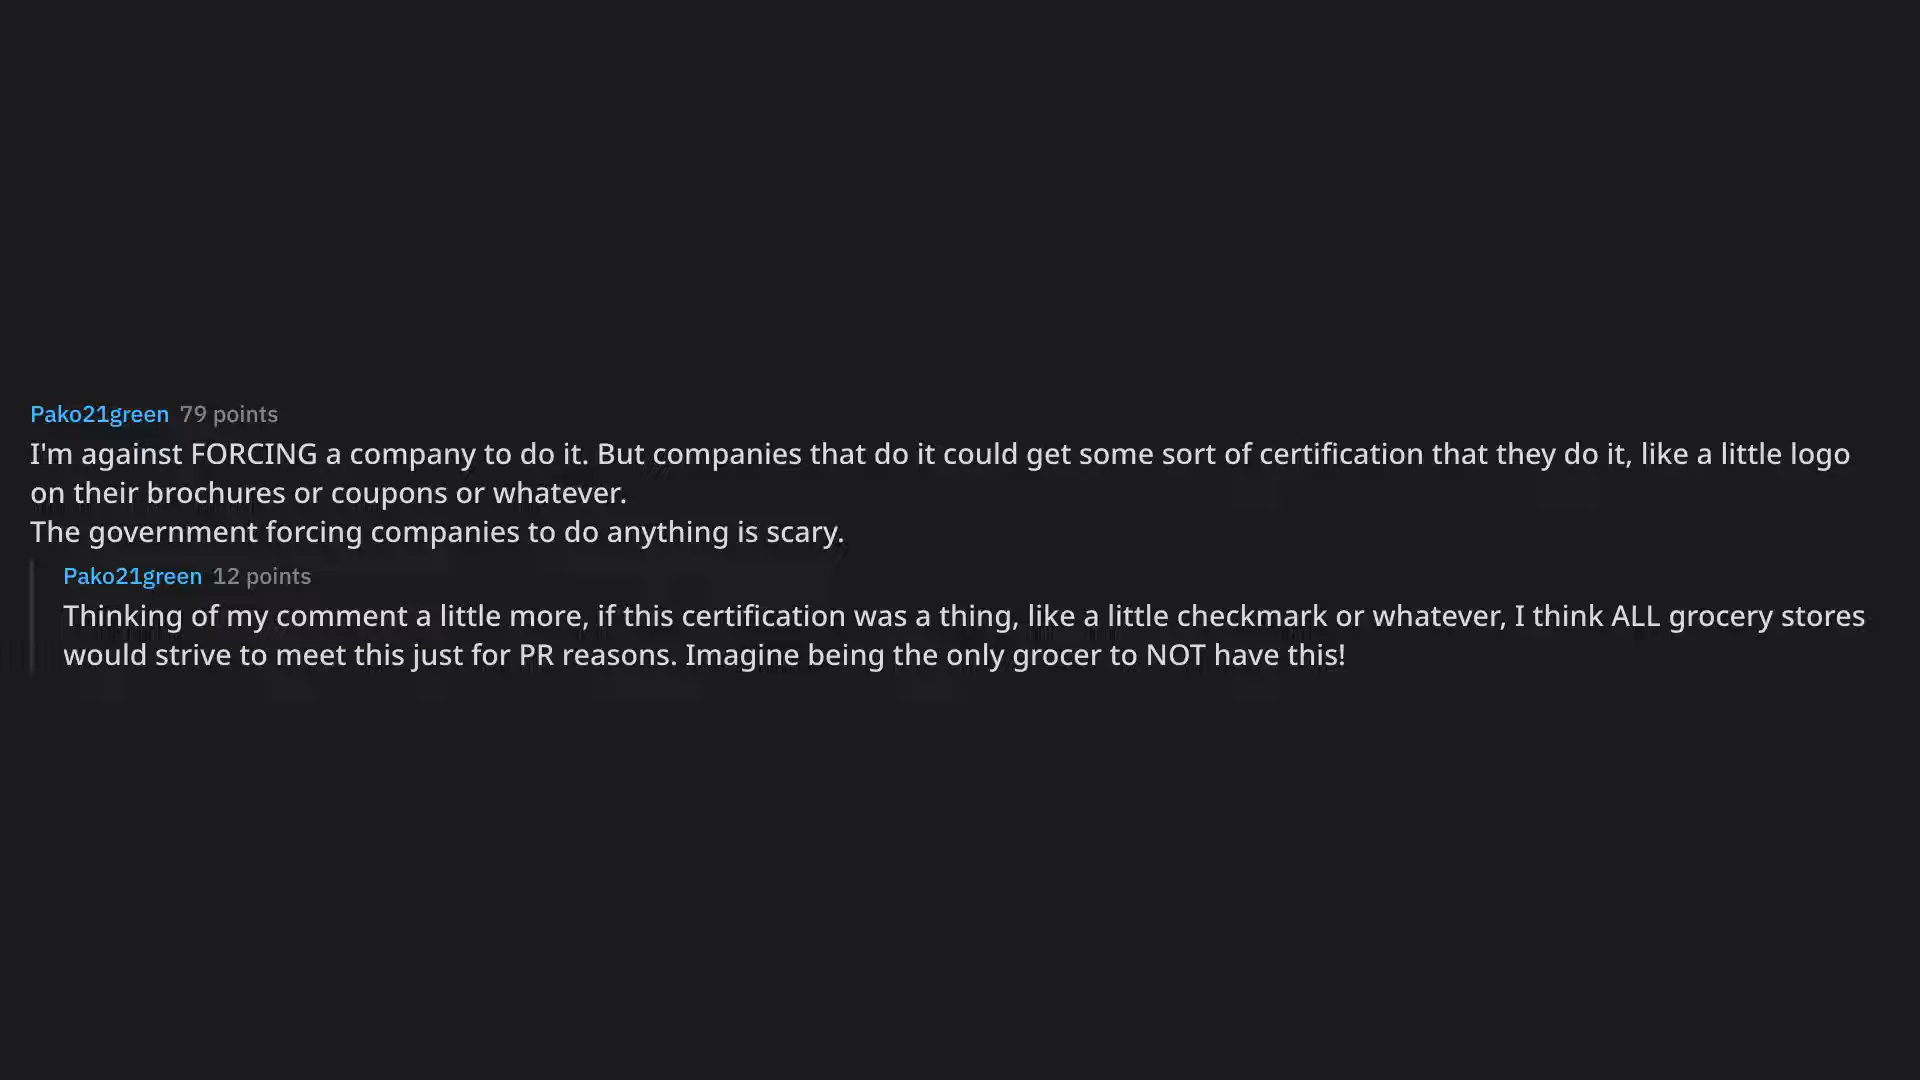 Pako21green 79 points
I'm against FORCING a company to do it. But companies that do it could get some sort of certification that they do it, like a little logo
on their brochures or coupons or whatever.
The government forcing companies to do anything is scary.
Pako21green 12 points
Thinking of my comment a little more, if this certification was a thing, like a little checkmark or whatever, I think ALL grocery stores
would strive to meet this just for PR reasons. Imagine being the only grocer to NOT have this!